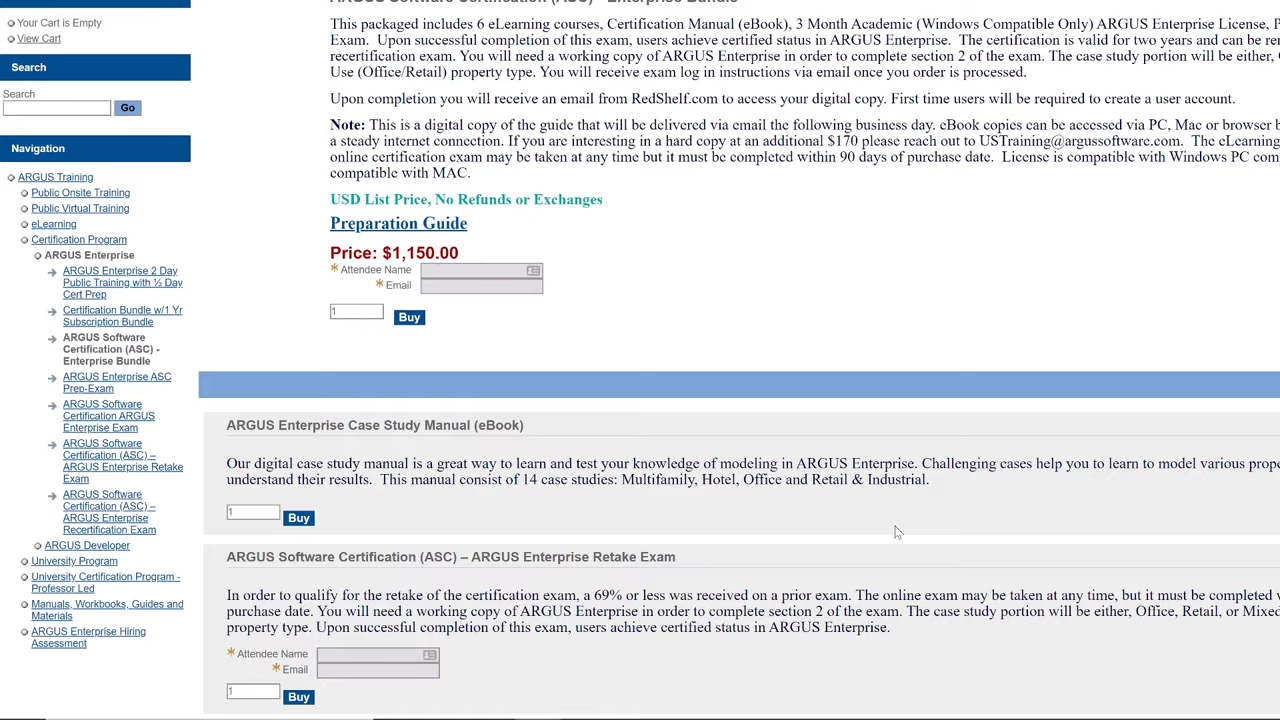 Your Cart is Empty
View Cart
Search
Search
Go
Navigation
ARGUS Training
Public Onsite Training
Public Virtual Training
eLearning
Certification Program
ARGUS Enterprise
ARGUS Enterprise 2 Day
Public Training with ½ Day
Cert Prep
Certification Bundle w/1 Yr
Subscription Bundle
ARGUS Software
Certification (ASC) -
Enterprise Bundle
ARGUS Enterprise ASC
Prep-Exam
ARGUS Software
Certification ARGUS
Enterprise Exam
ARGUS Software
Certification (ASC) –
ARGUS Enterprise Retake
Exam
ARGUS Software
Certification (ASC) –
ARGUS Enterprise
Recertification Exam
ARGUS Developer
University Program
University Certification Program -
Professor Led
Manuals, Workbooks, Guides and
Materials
ARGUS Enterprise Hiring
Assessment
ARGUS Software Certification (ASC) - Enterprise Bundle
This packaged includes 6 eLearning courses, Certification Manual (eBook), 3 Month Academic (Windows Compatible Only) ARGUS Enterprise License,
Exam. Upon successful completion of this exam, users achieve certified status in ARGUS Enterprise. The certification is valid for two years and can be
recertification exam. You will need a working copy of ARGUS Enterprise in order to complete section 2 of the exam. The case study portion will be either,
Use (Office/Retail) property type. You will receive exam log in instructions via email once you order is processed.
Upon completion you will receive an email from RedShelf.com to access your digital copy. First time users will be required to create a user account.
Note: This is a digital copy of the guide that will be delivered via email the following business day. eBook copies can be accessed via PC, Mac or browser
a steady internet connection. If you are interesting in a hard copy at an additional $170 please reach out to USTraining@argussoftware.com. The eLearning
online certification exam may be taken at any time but it must be completed within 90 days of purchase date. License is compatible with Windows PC
compatible with MAC.
USD List Price, No Refunds or Exchanges
Preparation Guide
Price: $1,150.00
* Attendee Name
* Email
1
Buy
ARGUS Enterprise Case Study Manual (eBook)
Our digital case study manual is a great way to learn and test your knowledge of modeling in ARGUS Enterprise. Challenging cases help you to learn to model various
understand their results. This manual consist of 14 case studies: Multifamily, Hotel, Office and Retail & Industrial.
1
Buy
ARGUS Software Certification (ASC) – ARGUS Enterprise Retake Exam
In order to qualify for the retake of the certification exam, a 69% or less was received on a prior exam. The online exam may be taken at any time, but it must be completed
purchase date. You will need a working copy of ARGUS Enterprise in order to complete section 2 of the exam. The case study portion will be either, Office, Retail, or
property type. Upon successful completion of this exam, users achieve certified status in ARGUS Enterprise.
* Attendee Name
* Email
1
Buy